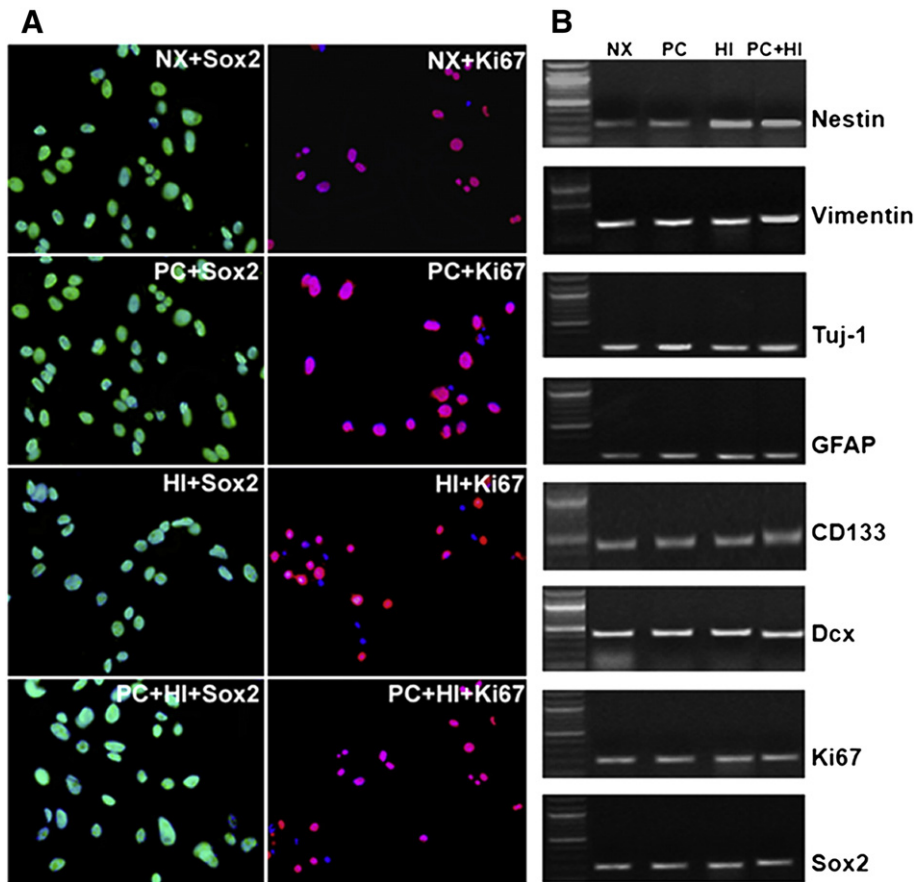 A
B
NX+Sox2
NX+Ki67
PC+Sox2
PC+Ki67
HI+Sox2
HI+Ki67
PC+HI+Sox2
PC+HI+Ki67
NX PC HI PC+HI
Nestin
Vimentin
Tuj-1
GFAP
CD133
Dcx
Ki67
Sox2